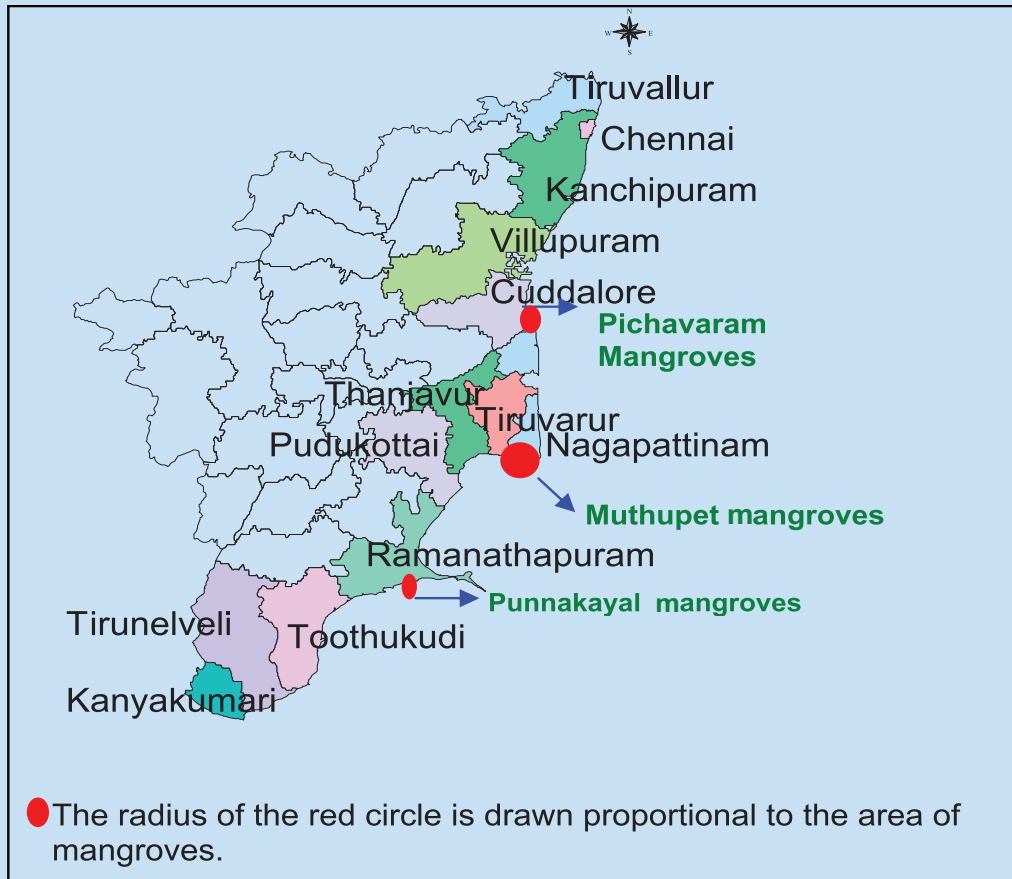 N
W E
S
Tiruvallur
Chennai
Kanchipuram
Villupuram
Cuddalore
Pichavaram
Mangroves
Thanjavur
Tiruvarur
Pudukottai
Nagapattinam
Muthupet mangroves
Ramanathapuram
Punnakayal mangroves
Tirunelveli
Toothukudi
Kanyakumari
The radius of the red circle is drawn proportional to the area of
mangroves.